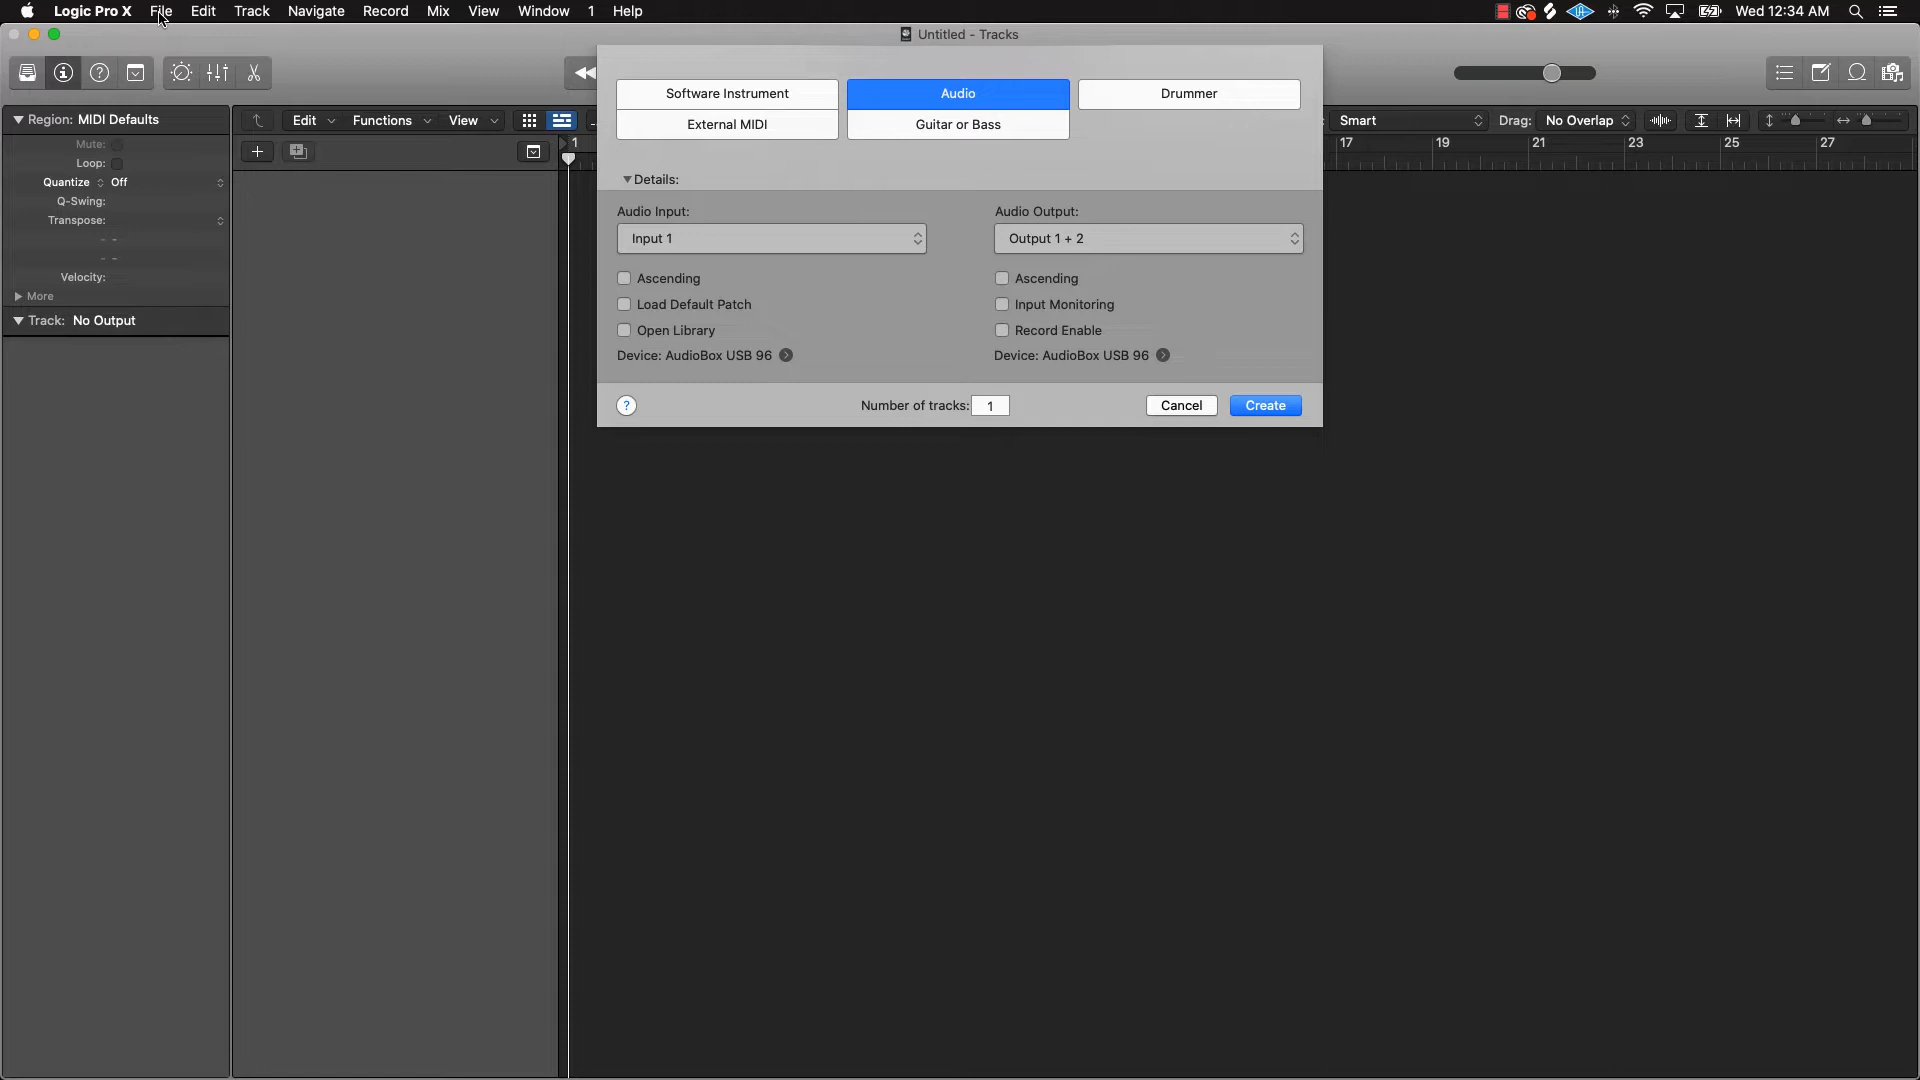 Logic Pro X File Edit Track Navigate Record Mix View Window 1 Help Wed 12:34 AM
Untitled - Tracks
Software Instrument Audio Drummer
External MIDI Guitar or Bass
Region: MIDI Defaults Edit Functions View Smart Drag: No Overlap
Mute: 1 17 19 21 23 25 27
Loop:
Quantize Off Details:
Q-Swing:
Transpose: Audio Input: Audio Output:
Input 1 Output 1 + 2
Velocity: Ascending Ascending
More Load Default Patch Input Monitoring
Track: No Output Open Library Record Enable
Device: AudioBox USB 96 Device: AudioBox USB 96
? Number of tracks: 1 Cancel Create